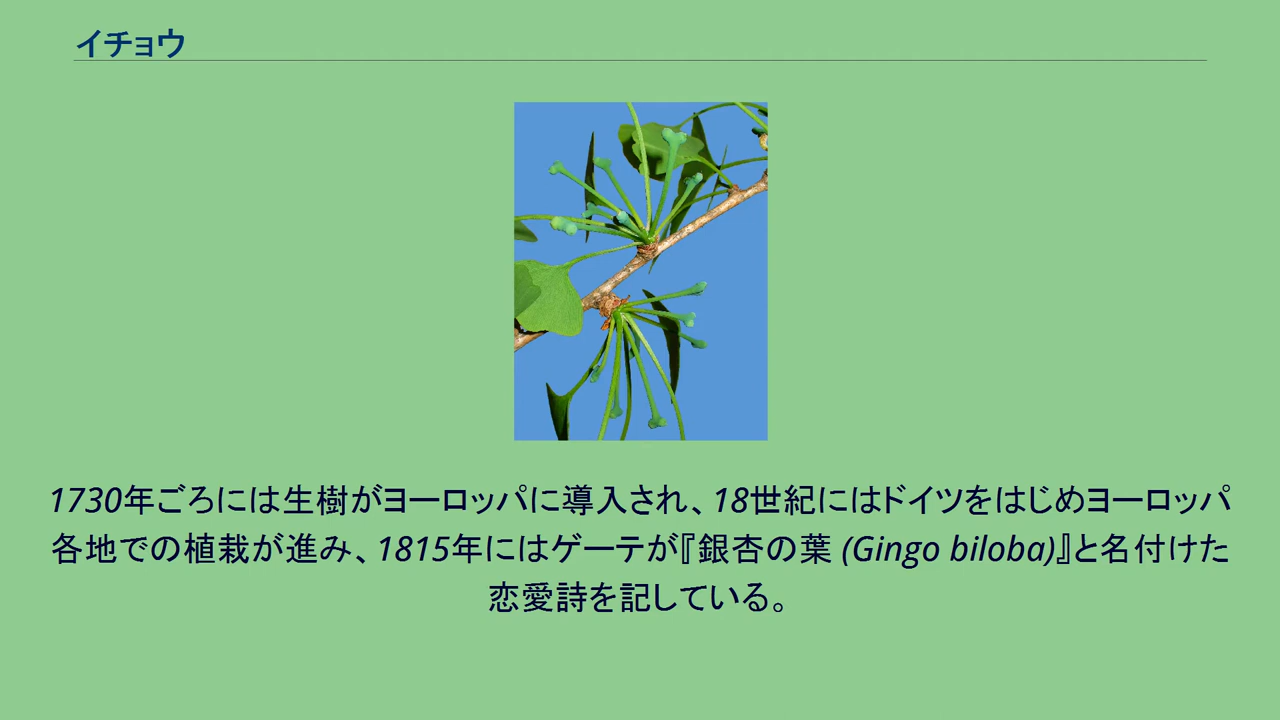 イチョウ
1730年ごろには生樹がヨーロッパに導入され、18世紀にはドイツをはじめヨーロッパ
各地での植栽が進み、1815年にはゲーテが『銀杏の葉 (Gingo biloba)』と名付けた
恋愛詩を記している。